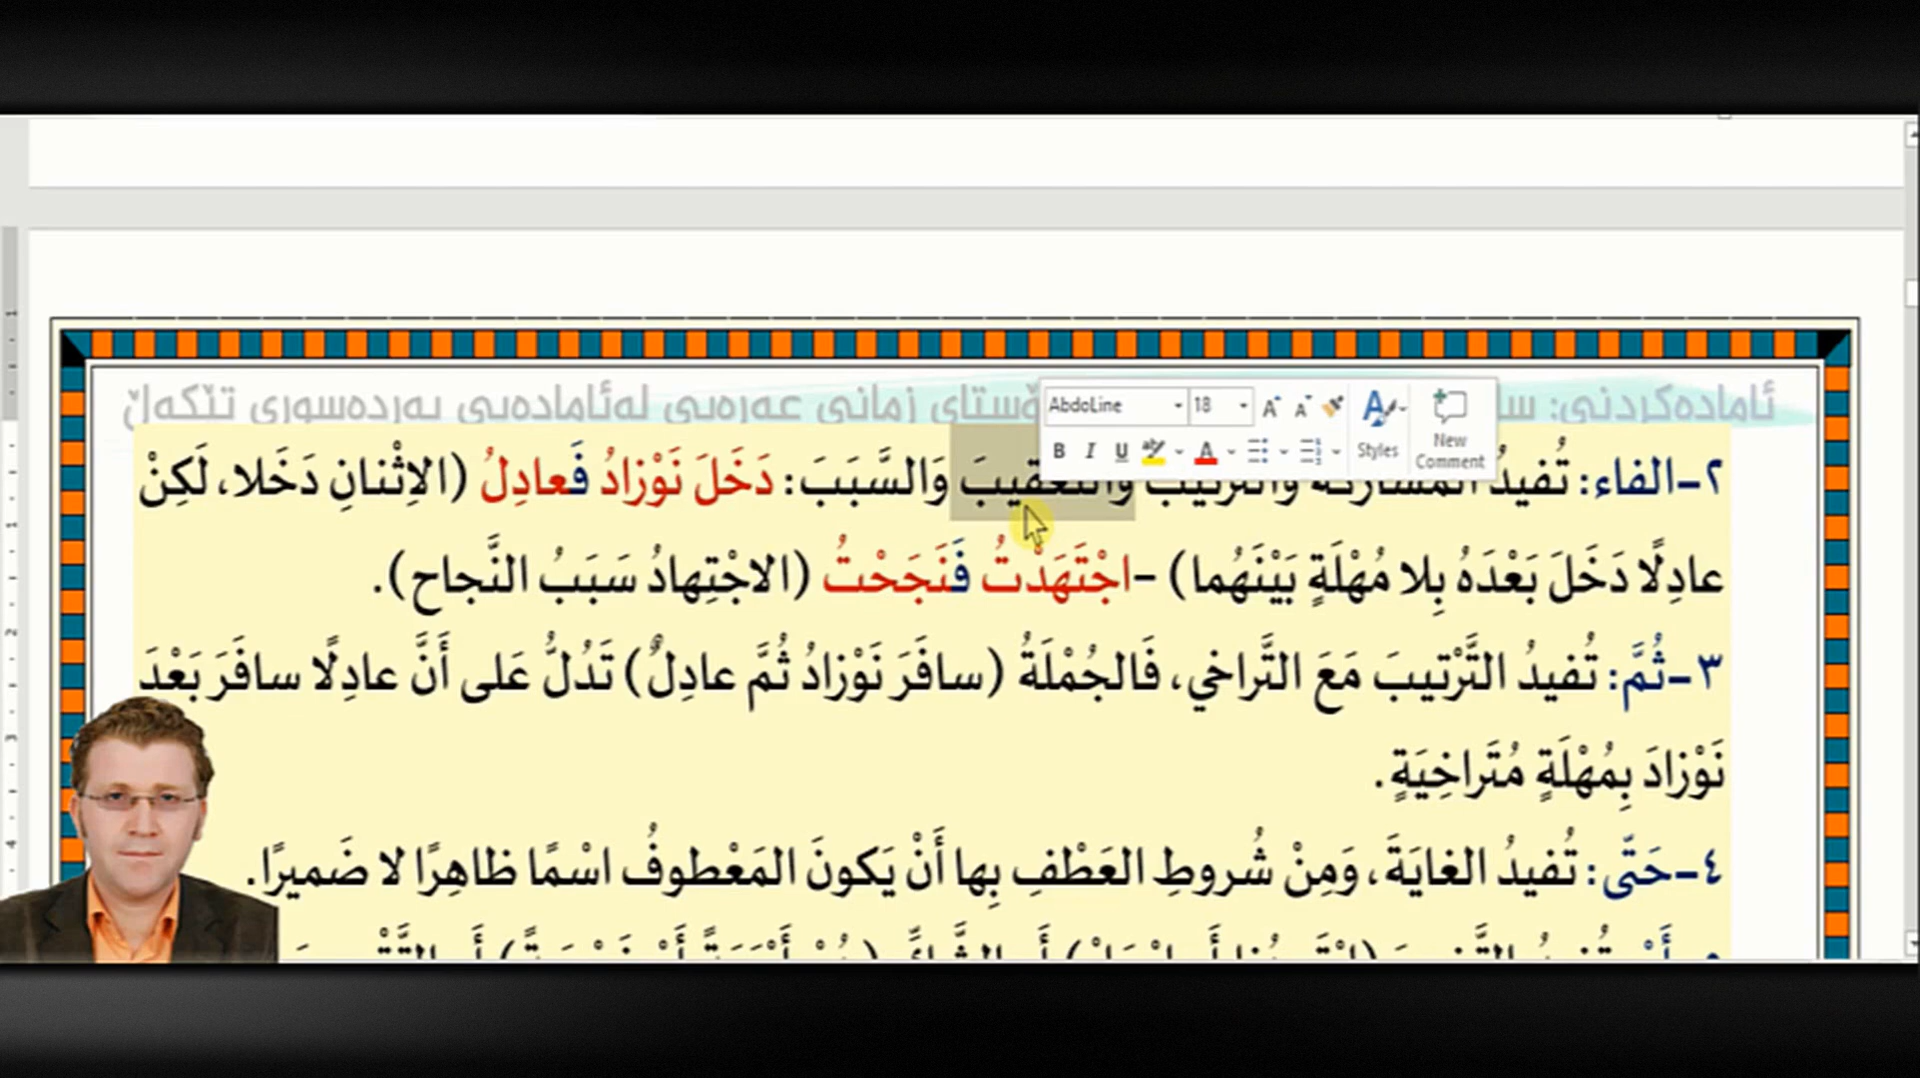 ئامادەکردنی: سا ۆستای زمانی عەرەبی لەئامادەیی بەردەسوری تێکەڵ
AbdoLine 18
B I U Styles New Comment
٢-الفاء: تُفيدُ المشاركة والترتيب والتعقيبَ وَالسَّبَبَ: دَخَلَ نَوْزادُ فَعادِلُ (الاِثْنانِ دَخَلا، لَكِنْ
عادِلًا دَخَلَ بَعْدَهُ بِلا مُهْلَةٍ بَيْنَهُما) -اجْتَهَدْتُ فَنَجَحْتُ (الاجْتِهادُ سَبَبُ النَّجاح).
٣-ثُمَّ: تُفيدُ التَّرْتيبَ مَعَ التَّراخي، فَالجُمْلَةُ (سافَرَ نَوْزادُ ثُمَّ عادِلٌ) تَدُلُّ عَلى أَنَّ عادِلًا سافَرَ بَعْدَ
نَوْزادَ بِمُهْلَةٍ مُتَراخِيَةٍ.
٤-حَتّى: تُفيدُ الغايَةَ، وَمِنْ شُروطِ العَطْفِ بِها أَنْ يَكونَ المَعْطوفُ اسْمًا ظاهِرًا لا ضَميرًا.